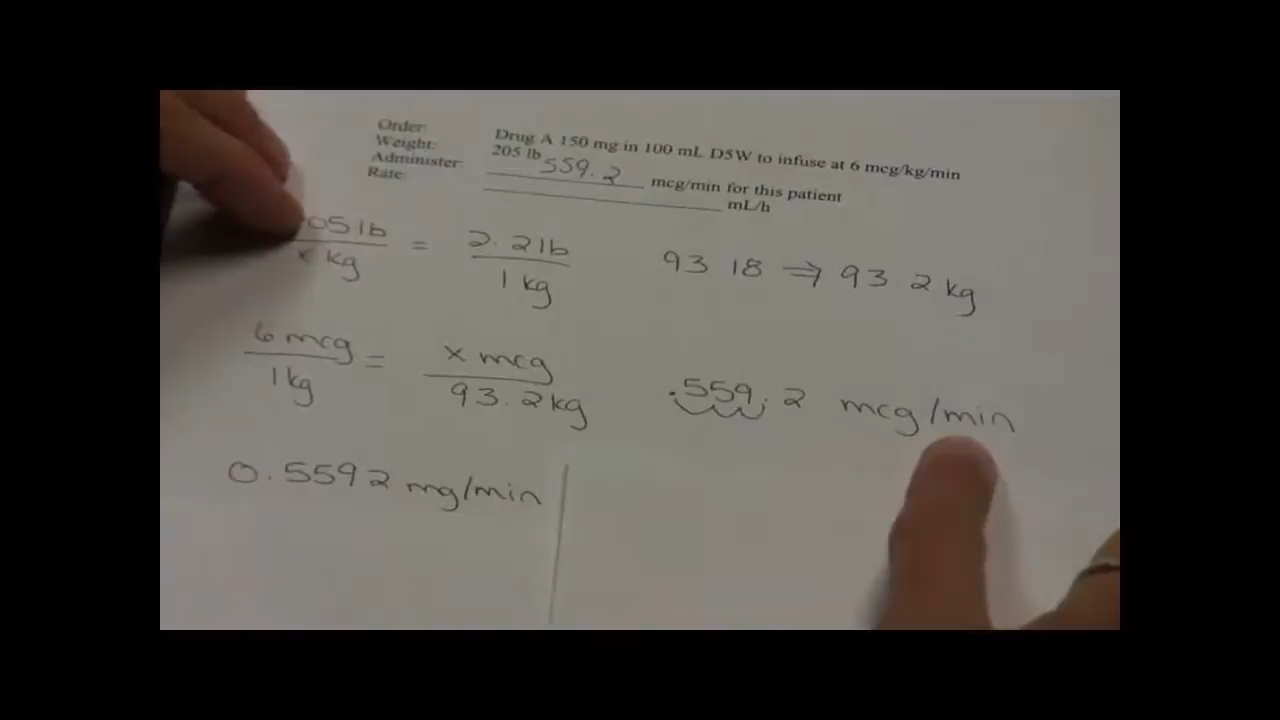 Order: Drug A 150 mg in 100 mL D5W to infuse at 6 mcg/kg/min
Weight: 205 lb
Administer: 559.2 mcg/min for this patient
Rate: mL/h
05 lb / x kg = 2.2 lb / 1 kg 93 18 ⇒ 93.2 kg
6 mcg / 1 kg = x mcg / 93.2 kg .559.2 mcg/min
0.5592 mg/min